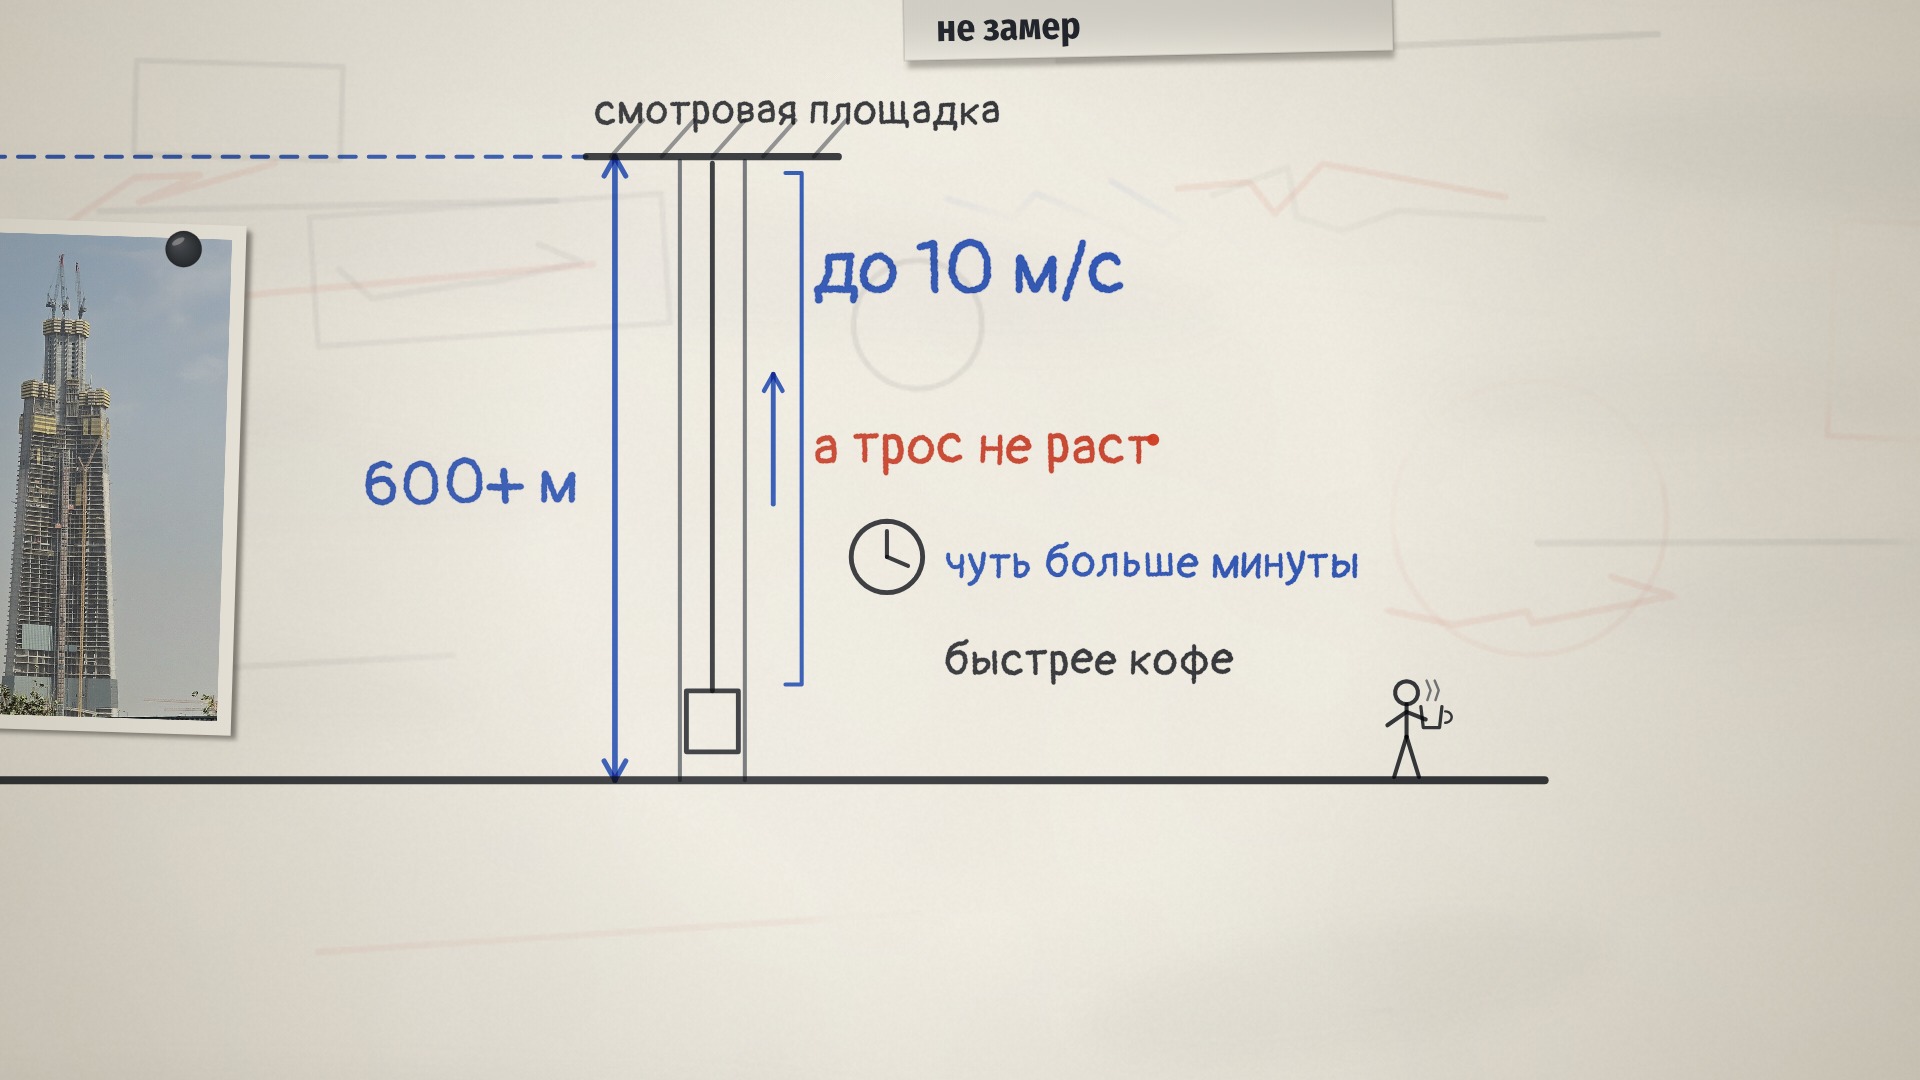 не замер
смотровая площадка
до 10 м/с
а трос не раст
600+ м
чуть больше минуты
быстрее кофе